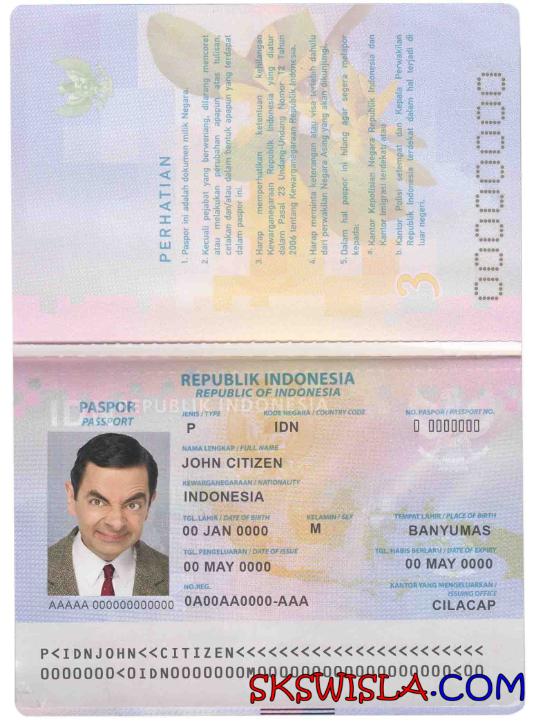 PERHATIAN
1. Paspor ini adalah dokumen milik Negara.
2. Kecuali pejabat yang berwenang, dilarang mencoret
atau melakukan perubahan apapun, atas tulisan,
cetakan dan/atau dalam bentuk apapun yang terdapat
dalam paspor ini.
3. Harap memperhatikan ketentuan kehilangan
Kewarganegaraan Republik Indonesia yang diatur
dalam Pasal 23 Undang-Undang Nomor 12 Tahun
2006 tentang Kewarganegaraan Republik Indonesia.
4. Harap meminta keterangan atau visa terlebih dahulu
dari perwakilan Negara Asing yang akan dikunjungi.
5. Dalam hal paspor ini hilang agar segera melapor
kepada:
a. Kantor Kepolisian Negara Republik Indonesia dan
Kantor Imigrasi terdekat; atau
b. Kantor Polisi setempat dan Kepala Perwakilan
Republik Indonesia terdekat dalam hal terjadi di
luar negeri.
3
00000000
REPUBLIK INDONESIA
REPUBLIC OF INDONESIA
ID REPUBLIK INDONESIA
PASPOR
PASSPORT
JENIS / TYPE KODE NEGARA / COUNTRY CODE NO. PASPOR / PASSPORT NO.
P IDN 0 0000000
NAMA LENGKAP / FULL NAME
JOHN CITIZEN
KEWARGANEGARAAN / NATIONALITY
INDONESIA
TGL. LAHIR / DATE OF BIRTH KELAMIN / SEX TEMPAT LAHIR / PLACE OF BIRTH
00 JAN 0000 M BANYUMAS
TGL. PENGELUARAN / DATE OF ISSUE TGL. HABIS BERLAKU / DATE OF EXPIRY
00 MAY 0000 00 MAY 0000
NO. REG. KANTOR YANG MENGELUARKAN /
ISSUING OFFICE
0A00AA0000-AAA CILACAP
AAAAA 000000000000
P<IDNJOHN<<CITIZEN<<<<<<<<<<<<<<<<<<<<<<<<
SKSWISLA.COM